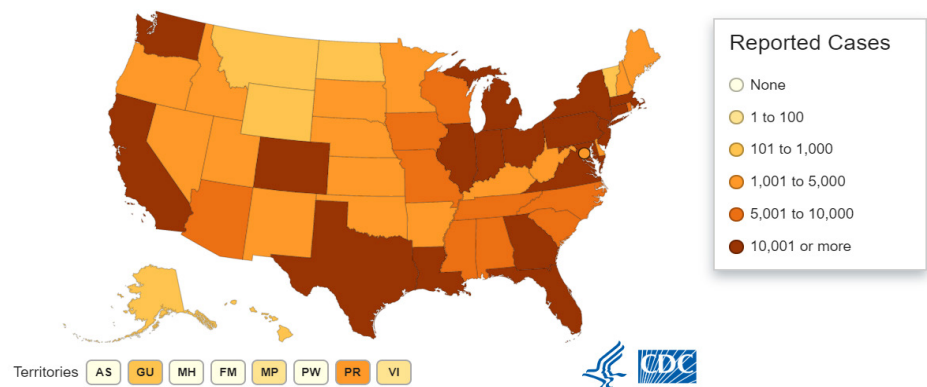 Reported Cases
None
1 to 100
101 to 1,000
1,001 to 5,000
5,001 to 10,000
10,001 or more
Territories AS GU MH FM MP PW PR VI
CDC